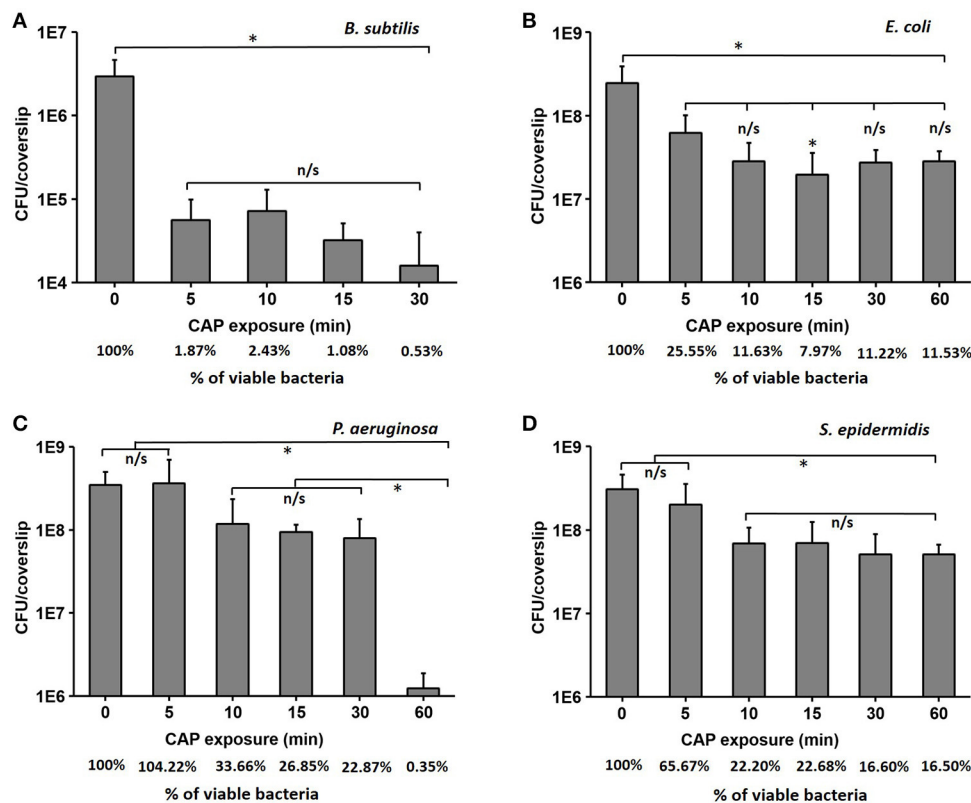 A
B. subtilis
1E7
*
1E6
CFU/coverslip
n/s
1E5
1E4
0 5 10 15 30
CAP exposure (min)
100% 1.87% 2.43% 1.08% 0.53%
% of viable bacteria
B
E. coli
1E9
*
1E8
n/s * n/s n/s
CFU/coverslip
1E7
1E6
0 5 10 15 30 60
CAP exposure (min)
100% 25.55% 11.63% 7.97% 11.22% 11.53%
% of viable bacteria
C
P. aeruginosa
1E9
n/s * 
n/s *
1E8
CFU/coverslip
1E7
1E6
0 5 10 15 30 60
CAP exposure (min)
100% 104.22% 33.66% 26.85% 22.87% 0.35%
% of viable bacteria
D
S. epidermidis
1E9
n/s *
n/s
1E8
CFU/coverslip
1E7
1E6
0 5 10 15 30 60
CAP exposure (min)
100% 65.67% 22.20% 22.68% 16.60% 16.50%
% of viable bacteria